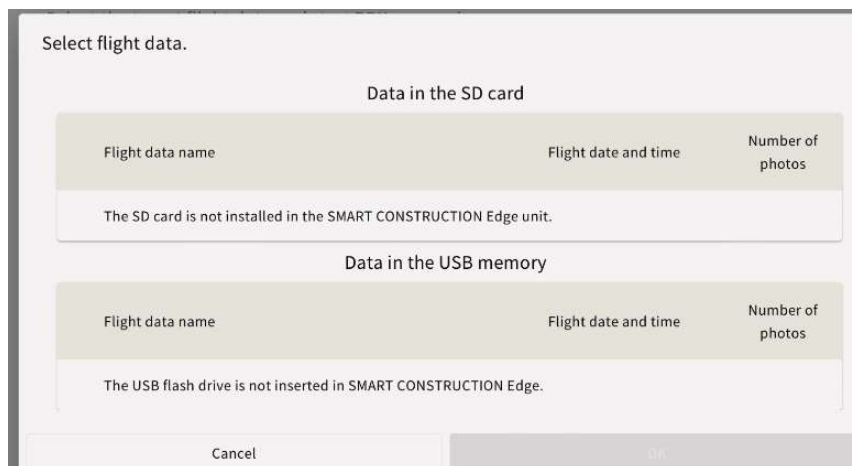 Select flight data.
Data in the SD card
Flight data name Flight date and time Number of photos
The SD card is not installed in the SMART CONSTRUCTION Edge unit.
Data in the USB memory
Flight data name Flight date and time Number of photos
The USB flash drive is not inserted in SMART CONSTRUCTION Edge.
Cancel OK